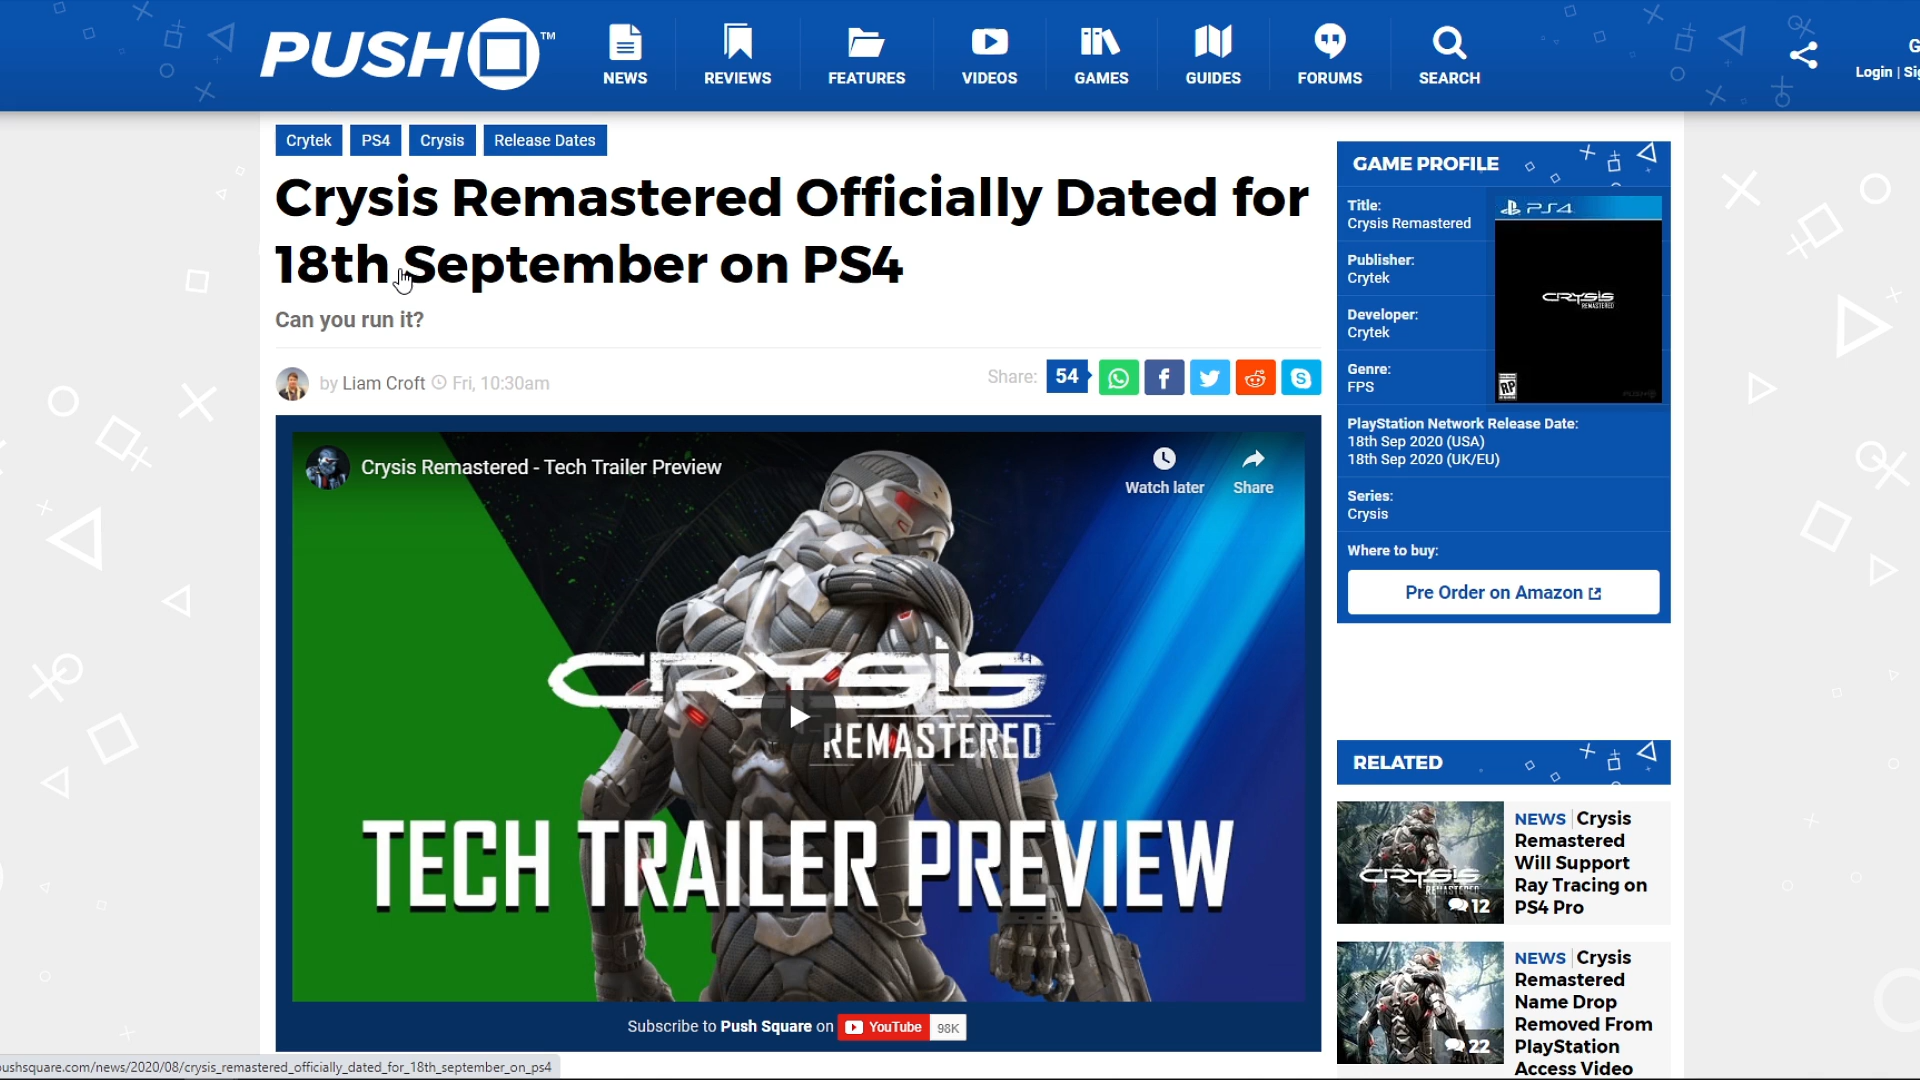 PUSH ™
NEWS
REVIEWS
FEATURES
VIDEOS
GAMES
GUIDES
FORUMS
SEARCH
Login |
Crytek
PS4
Crysis
Release Dates
Crysis Remastered Officially Dated for
18th September on PS4
Can you run it?
by Liam Croft Fri, 10:30am
Share:
54
Crysis Remastered - Tech Trailer Preview
Watch later
Share
CRYSIS
REMASTERED
TECH TRAILER PREVIEW
Subscribe to Push Square on YouTube 98K
GAME PROFILE
Title:
Crysis Remastered
Publisher:
Crytek
Developer:
Crytek
Genre:
FPS
PS4
CRYSIS
REMASTERED
RP
PlayStation Network Release Date:
18th Sep 2020 (USA)
18th Sep 2020 (UK/EU)
Series:
Crysis
Where to buy:
Pre Order on Amazon
RELATED
CRYSIS
REMASTERED
12
NEWS Crysis
Remastered
Will Support
Ray Tracing on
PS4 Pro
22
NEWS Crysis
Remastered
Name Drop
Removed From
PlayStation
Access Video
ushsquare.com/news/2020/08/crysis_remastered_officially_dated_for_18th_september_on_ps4